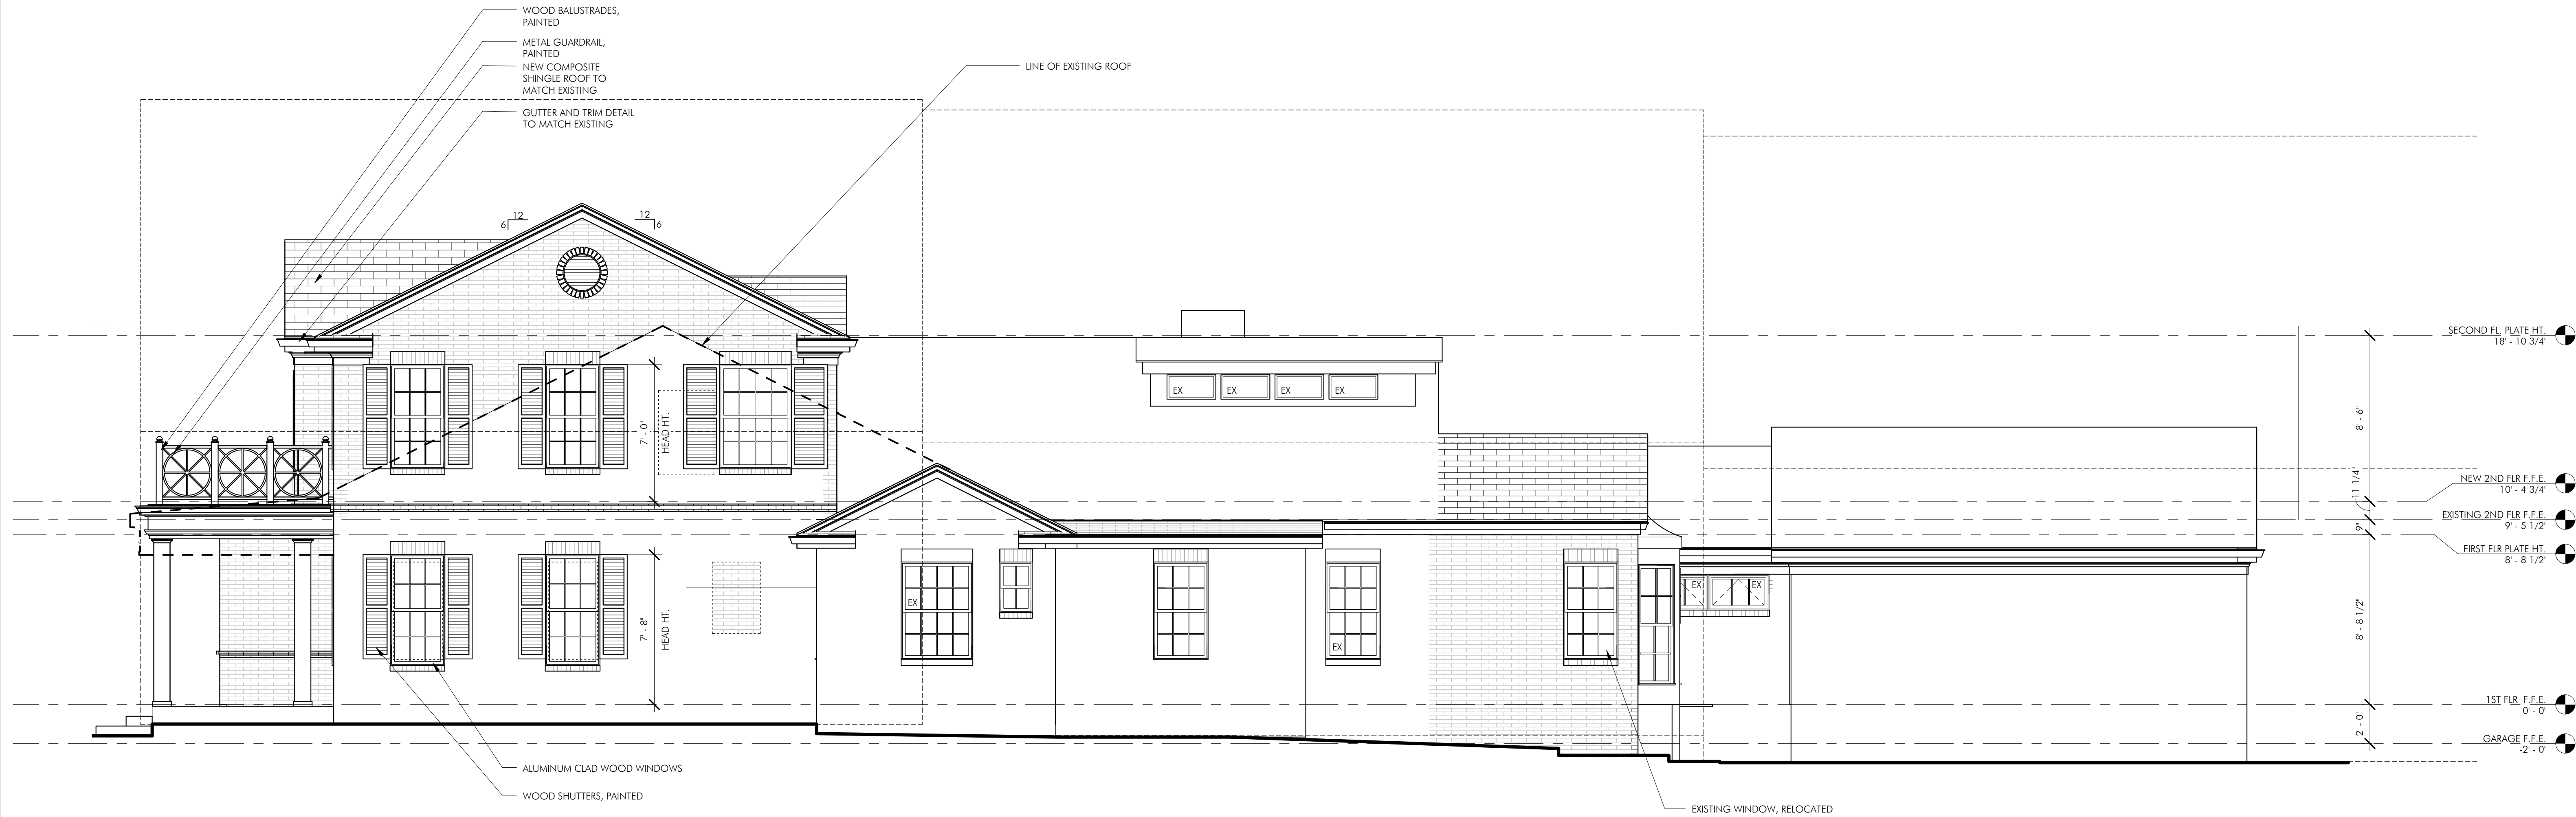 WOOD BALUSTRADES,
PAINTED
METAL GUARDRAIL,
PAINTED
NEW COMPOSITE
SHINGLE ROOF TO
MATCH EXISTING
GUTTER AND TRIM DETAIL
TO MATCH EXISTING
LINE OF EXISTING ROOF
12
6
12
6
SECOND FL. PLATE HT.
18' - 10 3/4"
EX
EX
EX
EX
7' - 0"
HEAD HT.
8' - 6"
11 1/4"
NEW 2ND FLR F.F.E.
10' - 4 3/4"
EXISTING 2ND FLR F.F.E.
9' - 5 1/2"
9"
FIRST FLR PLATE HT.
8' - 8 1/2"
EX
EX
EX
EX
7' - 8"
HEAD HT.
8' - 8 1/2"
1ST FLR F.F.E.
0' - 0"
2' - 0"
GARAGE F.F.E.
-2' - 0"
ALUMINUM CLAD WOOD WINDOWS
WOOD SHUTTERS, PAINTED
EXISTING WINDOW, RELOCATED